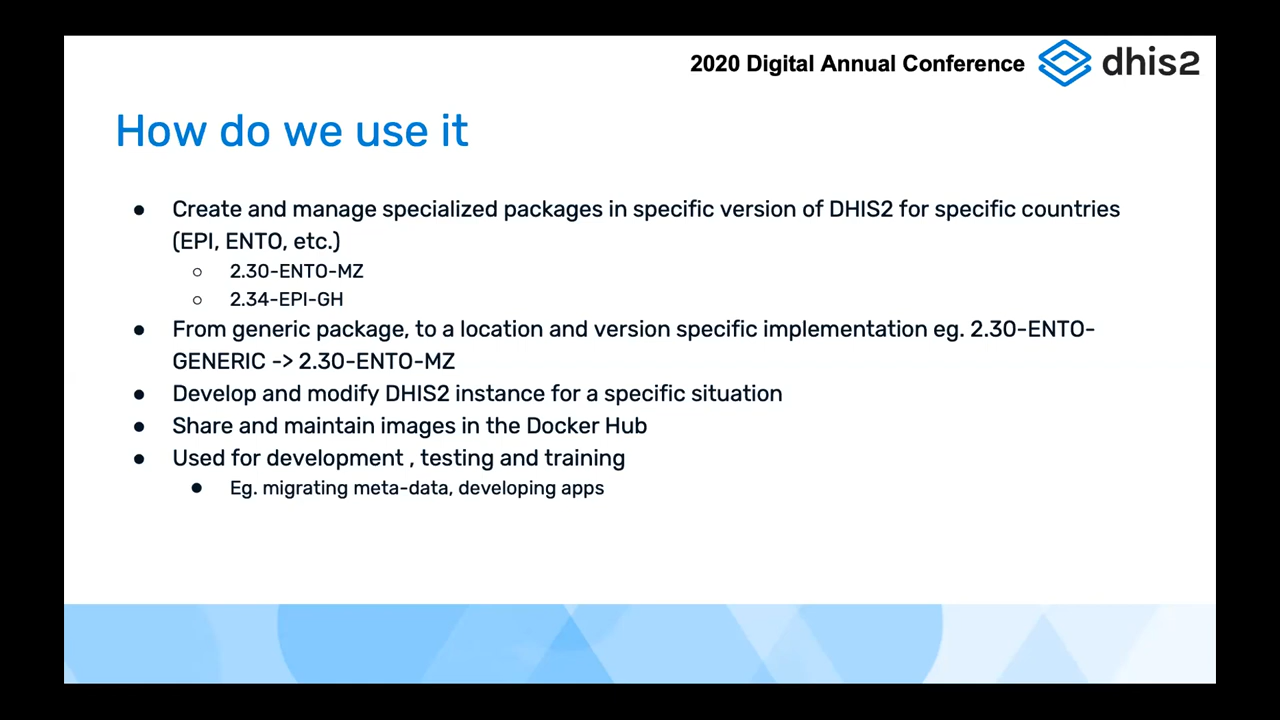 2020 Digital Annual Conference dhis2
How do we use it
● Create and manage specialized packages in specific version of DHIS2 for specific countries
(EPI, ENTO, etc.)
○ 2.30-ENTO-MZ
○ 2.34-EPI-GH
● From generic package, to a location and version specific implementation eg. 2.30-ENTO-
GENERIC -> 2.30-ENTO-MZ
● Develop and modify DHIS2 instance for a specific situation
● Share and maintain images in the Docker Hub
● Used for development , testing and training
● Eg. migrating meta-data, developing apps